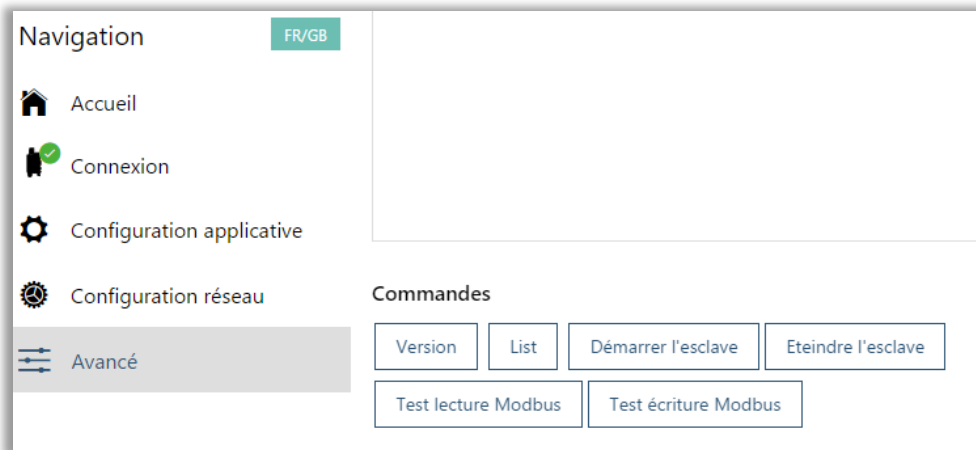 Navigation
FR/GB
Accueil
Connexion
Configuration applicative
Configuration réseau
Avancé
Commandes
Version
List
Démarrer l'esclave
Eteindre l'esclave
Test lecture Modbus
Test écriture Modbus